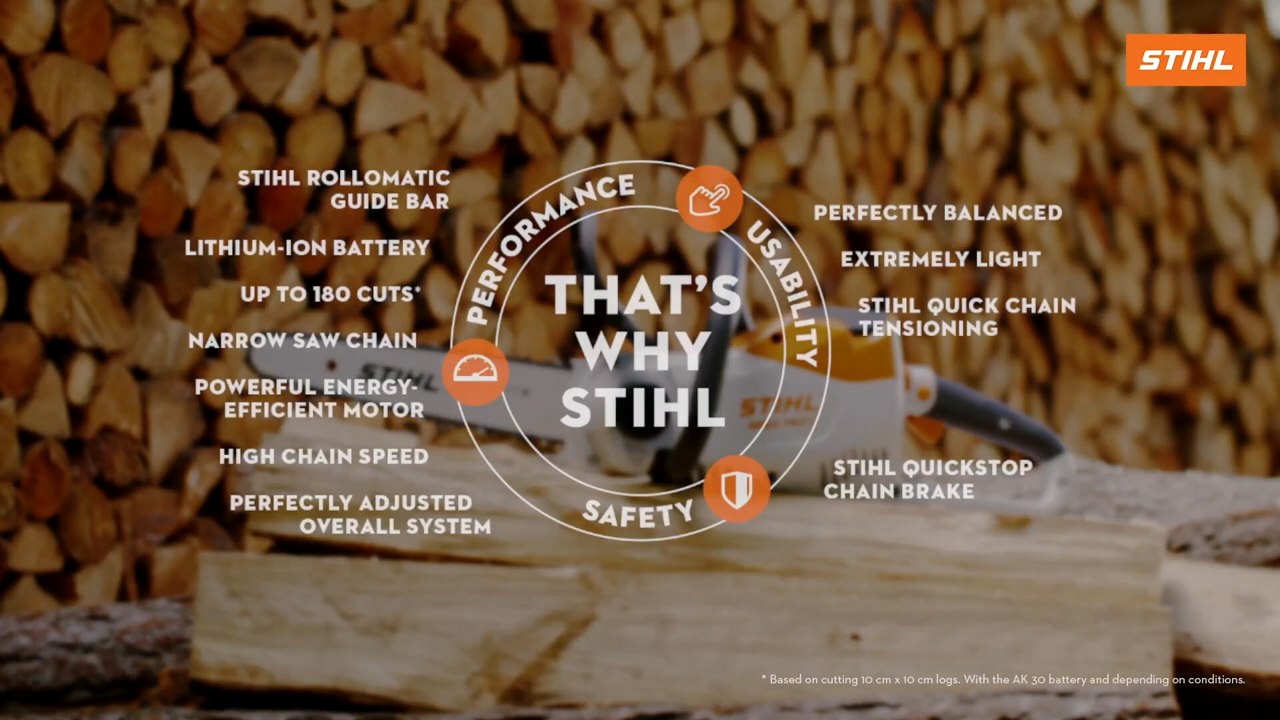 STIHL
STIHL ROLLOMATIC
GUIDE BAR
LITHIUM-ION BATTERY
UP TO 180 CUTS*
NARROW SAW CHAIN
POWERFUL ENERGY-
EFFICIENT MOTOR
HIGH CHAIN SPEED
PERFECTLY ADJUSTED
OVERALL SYSTEM
PERFORMANCE
USABILITY
SAFETY
THAT'S
WHY
STIHL
PERFECTLY BALANCED
EXTREMELY LIGHT
STIHL QUICK CHAIN
TENSIONING
STIHL QUICKSTOP
CHAIN BRAKE
STIHL
STIHL
* Based on cutting 10 cm x 10 cm logs. With the AK 30 battery and depending on conditions.